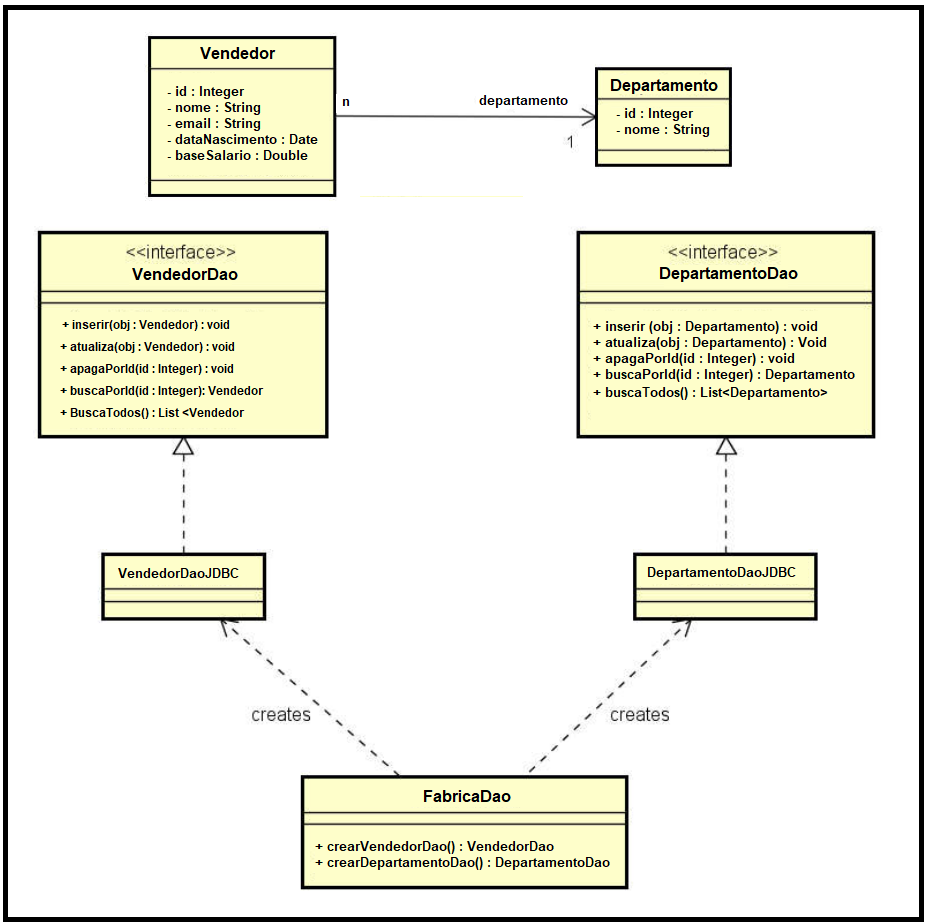 Vendedor
- id : Integer
- nome : String
- email : String
- dataNascimento : Date
- baseSalario : Double
n
departamento
1
Departamento
- id : Integer
- nome : String
<<interface>>
VendedorDao
+ inserir(obj : Vendedor) : void
+ atualiza(obj : Vendedor) : void
+ apagaPorId(id : Integer) : void
+ buscaPorId(id : Integer): Vendedor
+ BuscaTodos() : List <Vendedor
<<interface>>
DepartamentoDao
+ inserir (obj : Departamento) : void
+ atualiza(obj : Departamento) : Void
+ apagaPorId(id : Integer) : void
+ buscaPorId(id : Integer) : Departamento
+ buscaTodos() : List<Departamento>
VendedorDaoJDBC
DepartamentoDaoJDBC
creates
creates
FabricaDao
+ crearVendedorDao() : VendedorDao
+ crearDepartamentoDao() : DepartamentoDao